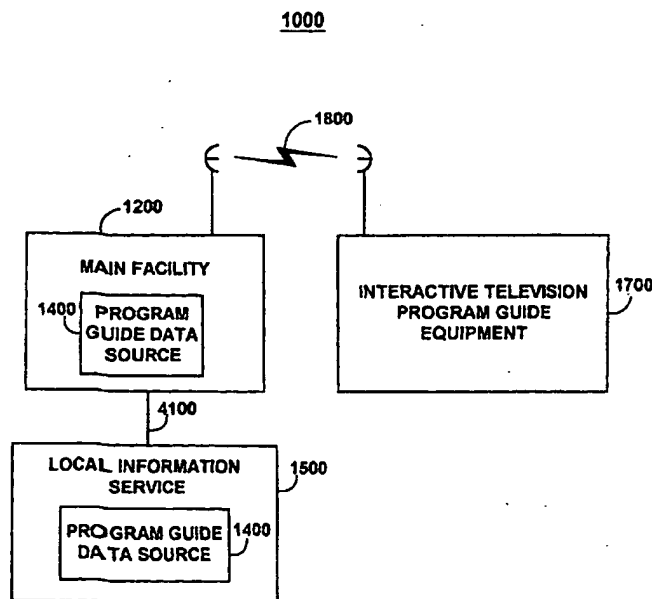 1000
1800
1200
MAIN FACILITY
1400
PROGRAM
GUIDE DATA
SOURCE
INTERACTIVE TELEVISION
PROGRAM GUIDE
EQUIPMENT
1700
4100
LOCAL INFORMATION
SERVICE
1500
PROGRAM GUIDE
DATA SOURCE
1400